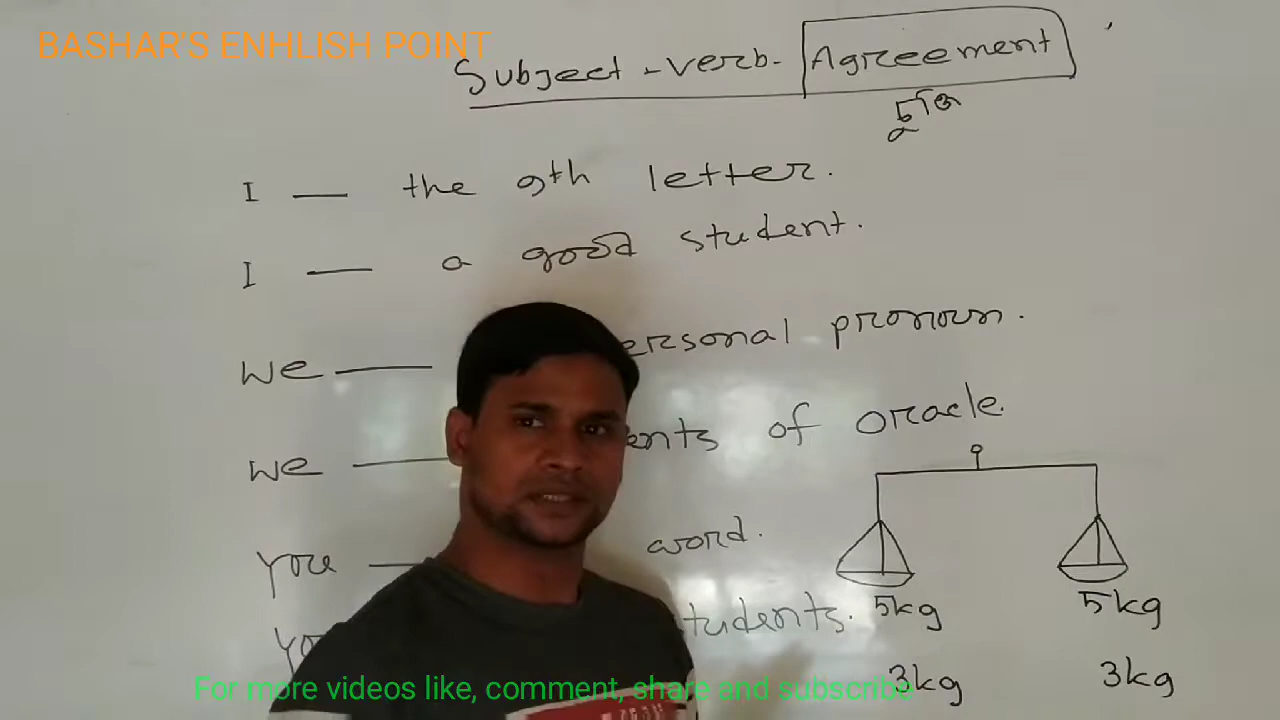 BASHAR'S ENHLISH POINT
Subject - verb - Agreement
চুক্তি
I — the 9th letter.
I — a good student.
we — ersonal pronoun.
we — ents of oracle.
you — word.
tudents.
5kg 5kg
3kg 3kg
For more videos like, comment, share and subscribe